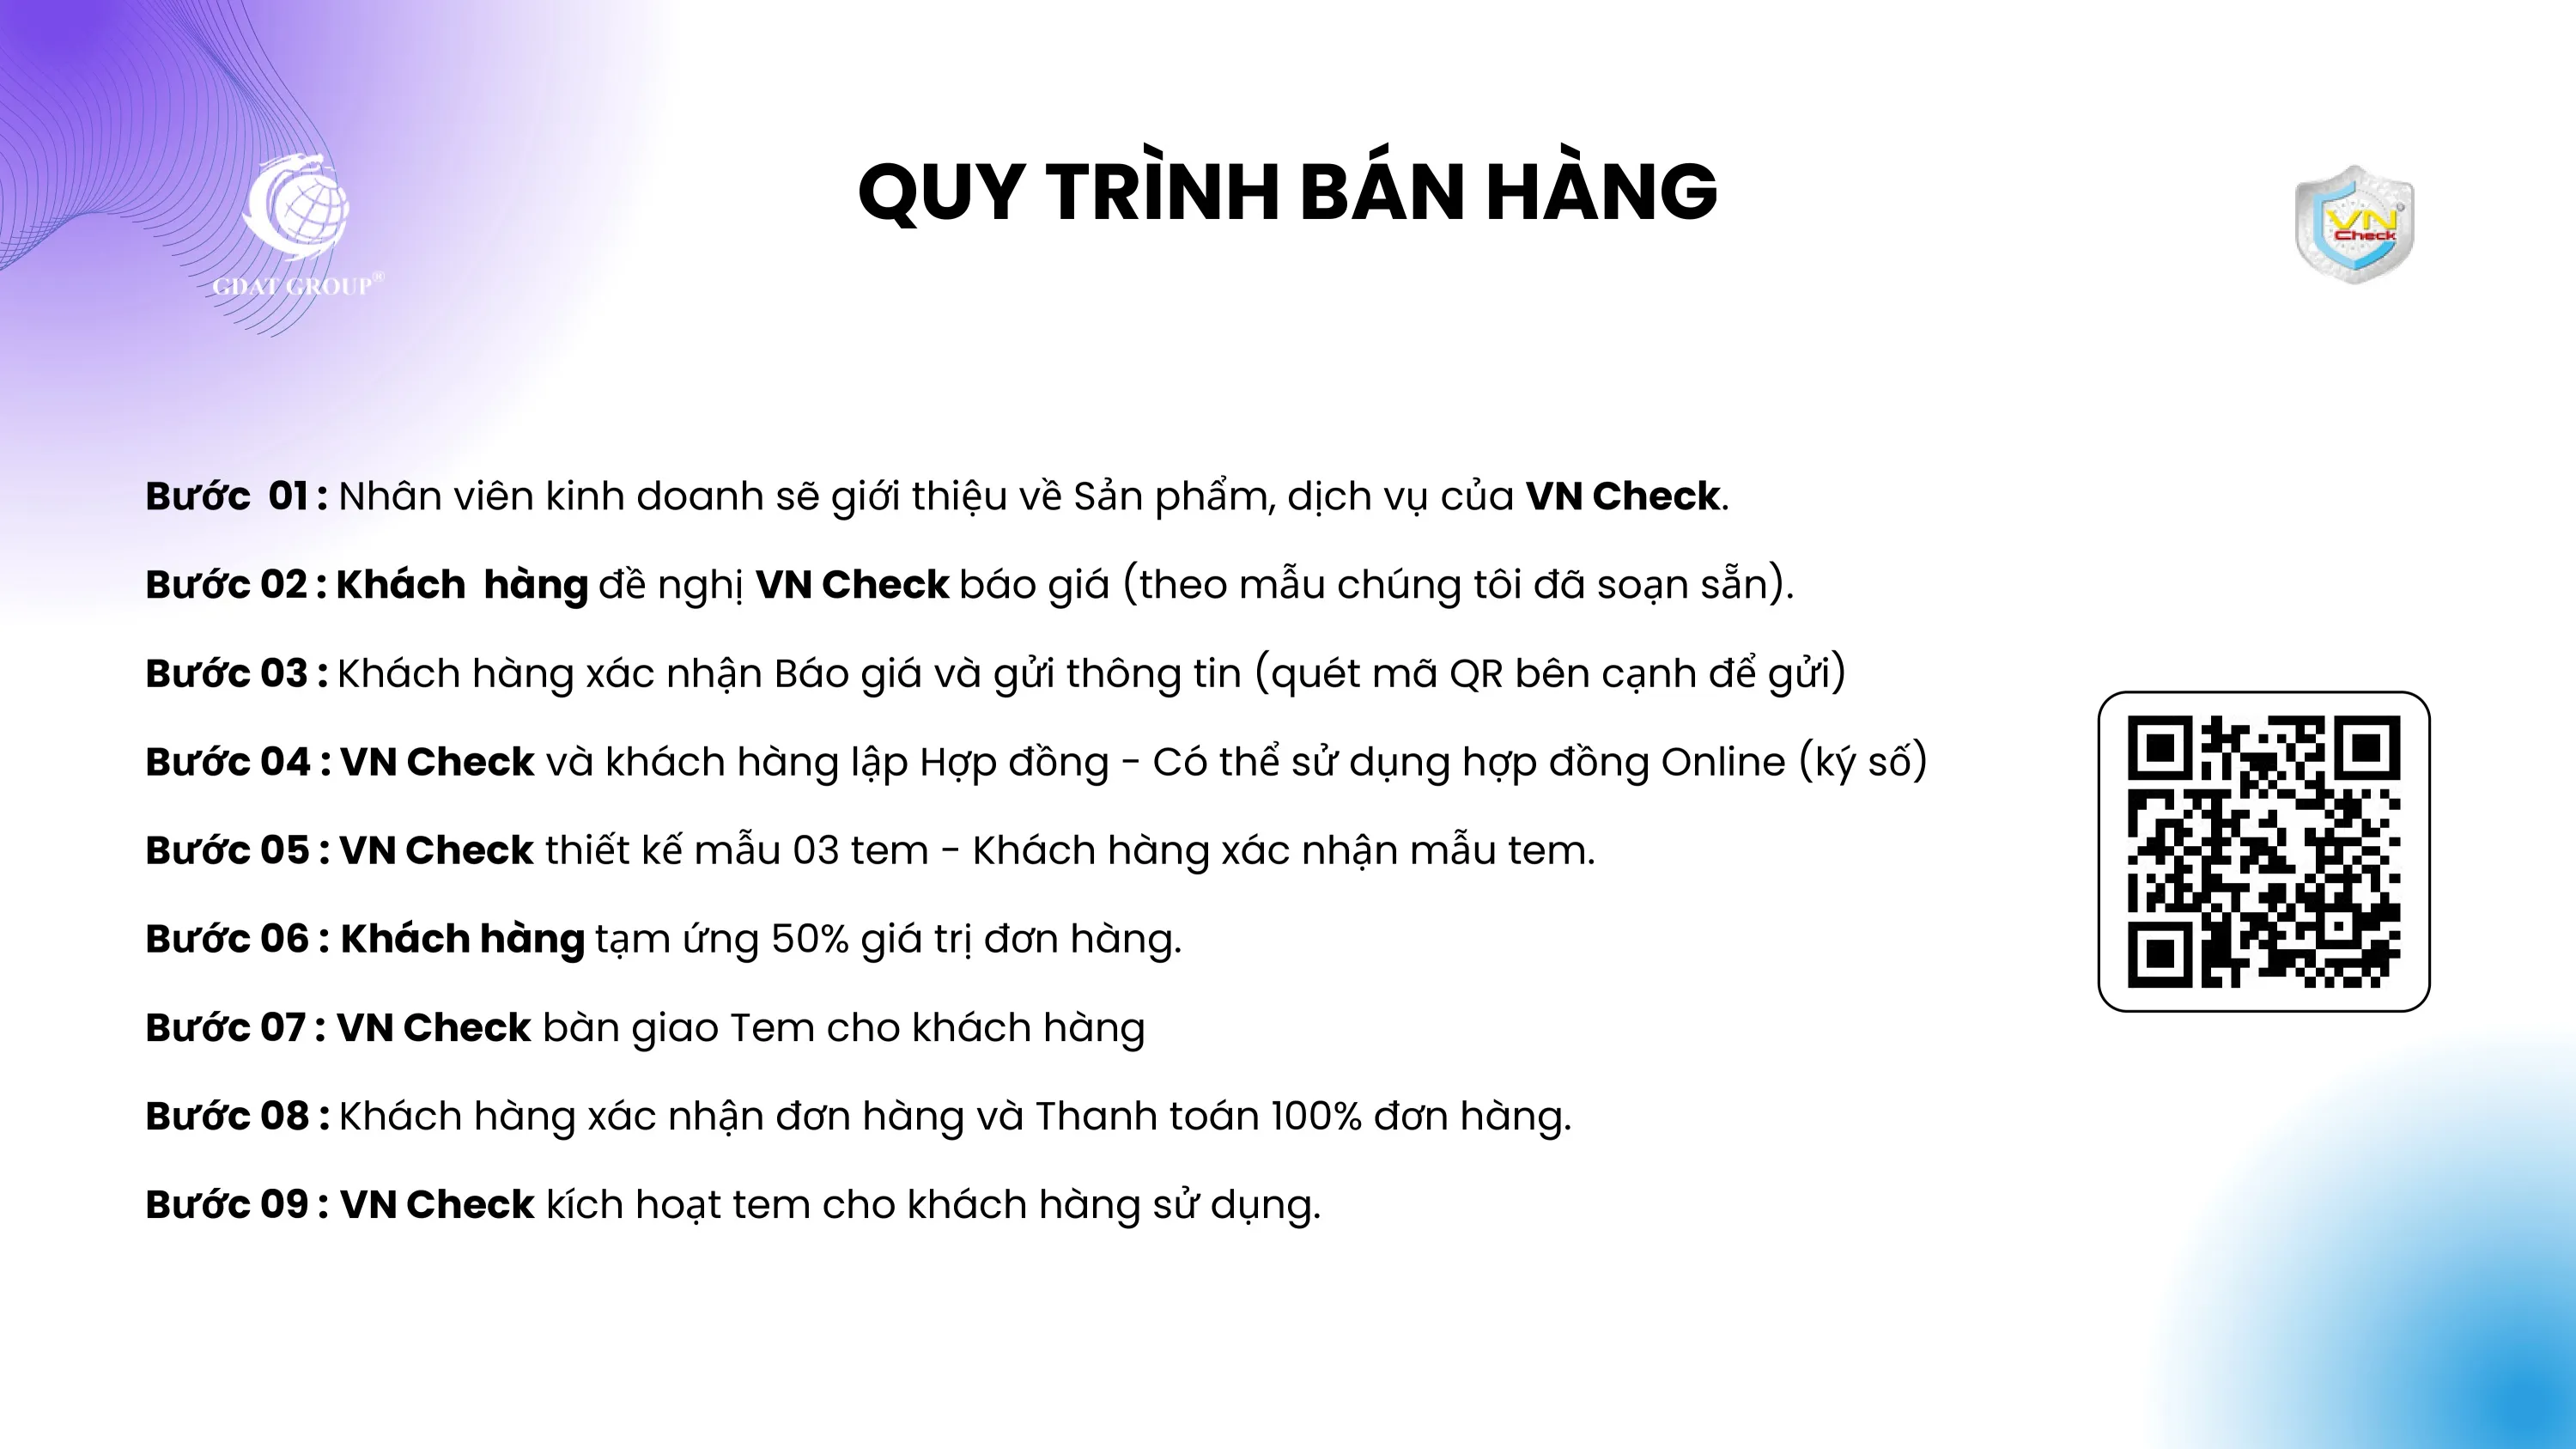 QUY TRÌNH BÁN HÀNG
GDAT GROUP®
VN Check®
Bước 01 : Nhân viên kinh doanh sẽ giới thiệu về Sản phẩm, dịch vụ của VN Check.
Bước 02 : Khách hàng đề nghị VN Check báo giá (theo mẫu chúng tôi đã soạn sẵn).
Bước 03 : Khách hàng xác nhận Báo giá và gửi thông tin (quét mã QR bên cạnh để gửi)
Bước 04 : VN Check và khách hàng lập Hợp đồng - Có thể sử dụng hợp đồng Online (ký số)
Bước 05 : VN Check thiết kế mẫu 03 tem - Khách hàng xác nhận mẫu tem.
Bước 06 : Khách hàng tạm ứng 50% giá trị đơn hàng.
Bước 07 : VN Check bàn giao Tem cho khách hàng
Bước 08 : Khách hàng xác nhận đơn hàng và Thanh toán 100% đơn hàng.
Bước 09 : VN Check kích hoạt tem cho khách hàng sử dụng.